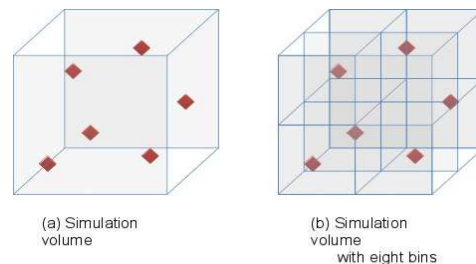 (a) Simulation
volume
(b) Simulation
volume
with eight bins